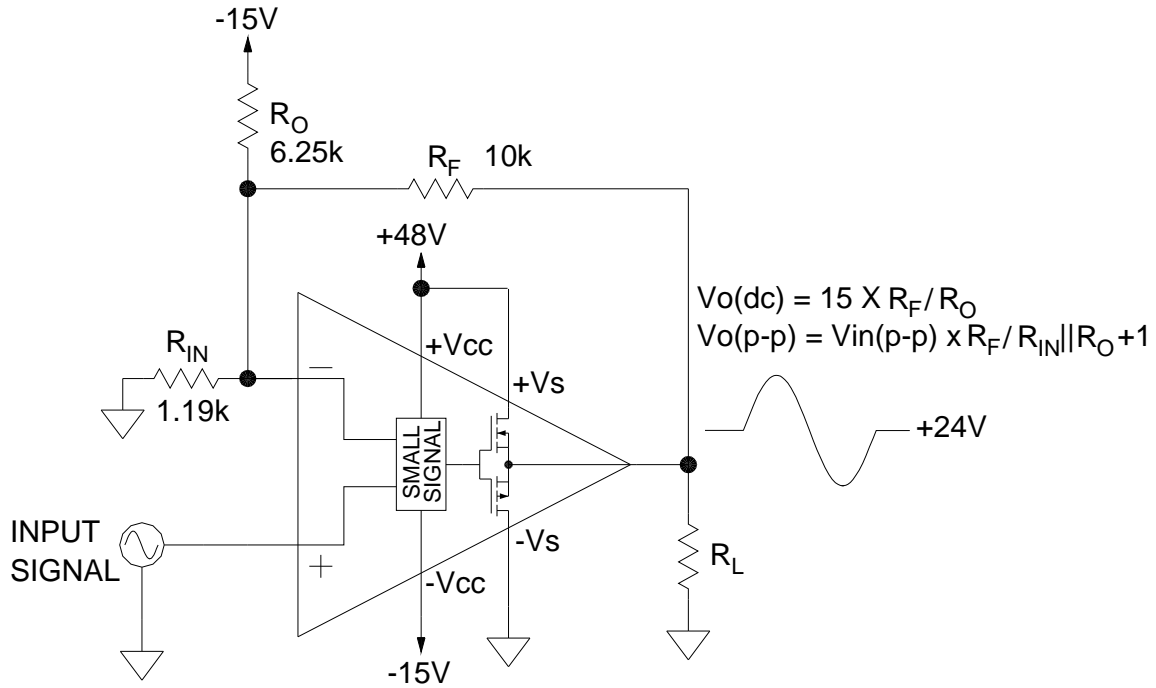 -15V
R_O
6.25k
R_F 10k
+48V
Vo(dc) = 15 X R_F/R_O
Vo(p-p) = Vin(p-p) x R_F/R_IN||R_O+1
+Vcc
R_IN
1.19k
−
+Vs
+24V
SMALL
SIGNAL
INPUT
SIGNAL
+
-Vs
R_L
-Vcc
-15V